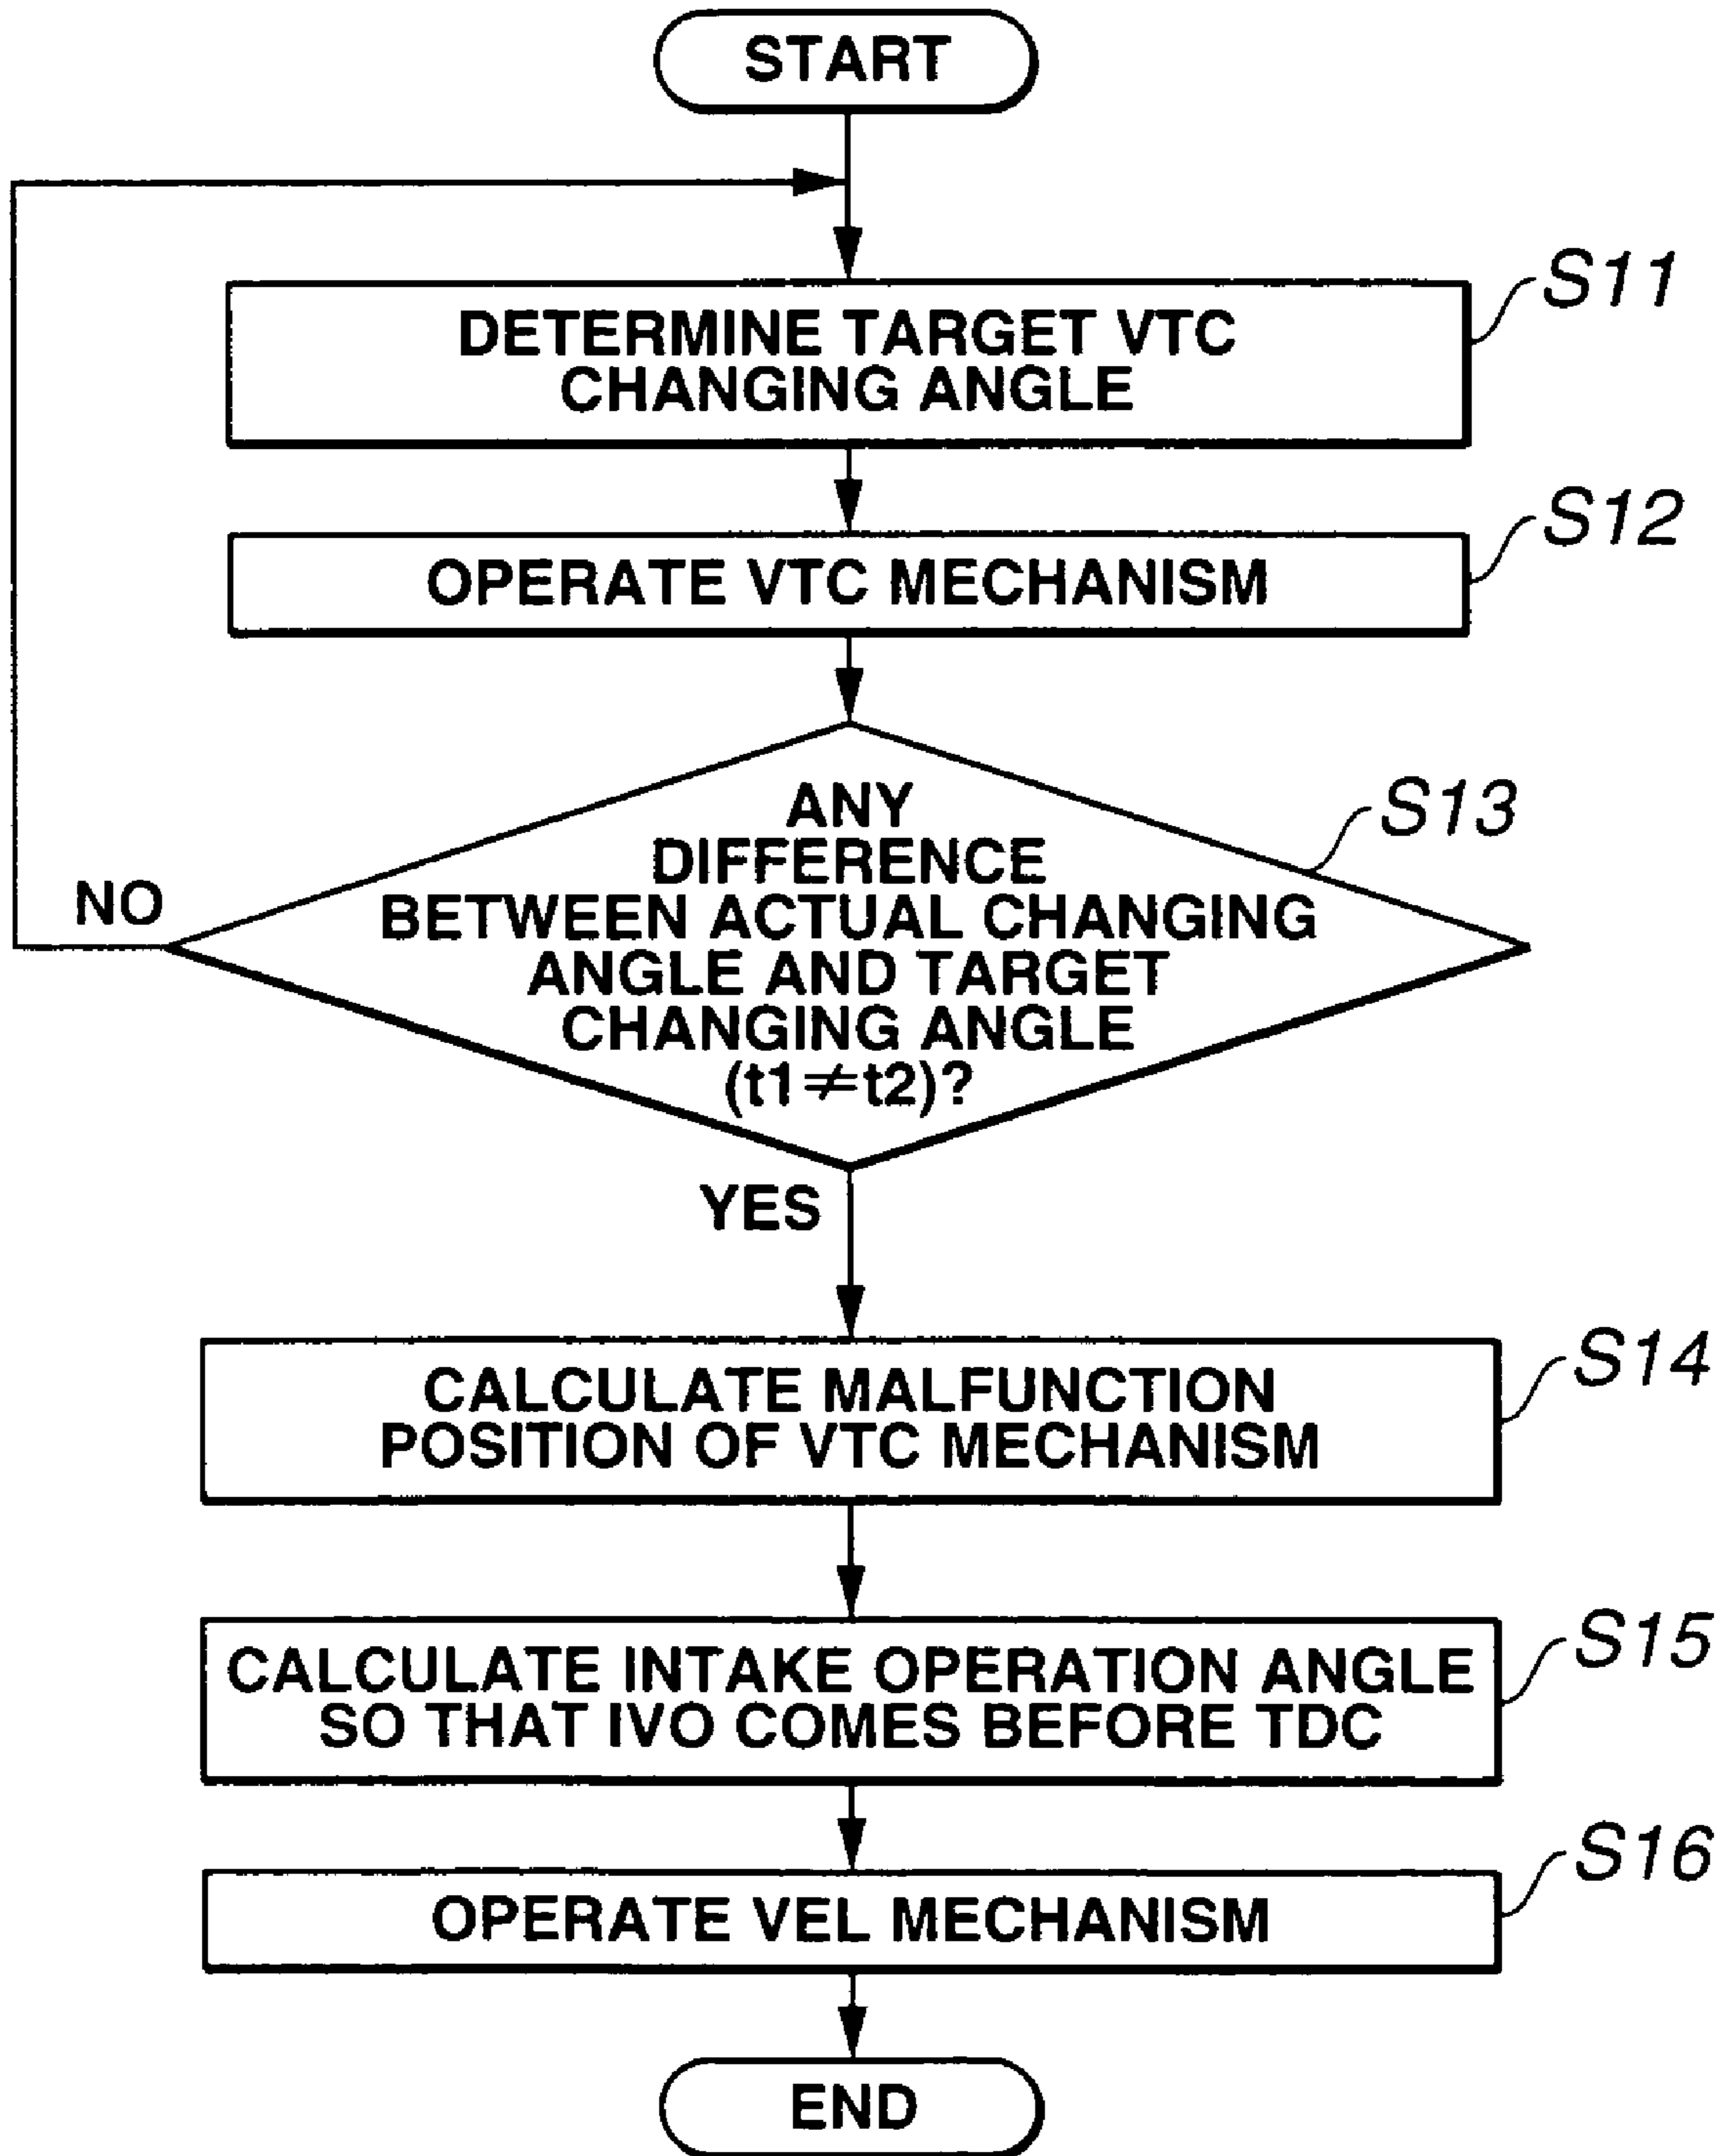 START
S11
DETERMINE TARGET VTC
CHANGING ANGLE
S12
OPERATE VTC MECHANISM
S13
ANY
DIFFERENCE
BETWEEN ACTUAL CHANGING
ANGLE AND TARGET
CHANGING ANGLE
(t1≠t2)?
NO
YES
S14
CALCULATE MALFUNCTION
POSITION OF VTC MECHANISM
S15
CALCULATE INTAKE OPERATION ANGLE
SO THAT IVO COMES BEFORE TDC
S16
OPERATE VEL MECHANISM
END